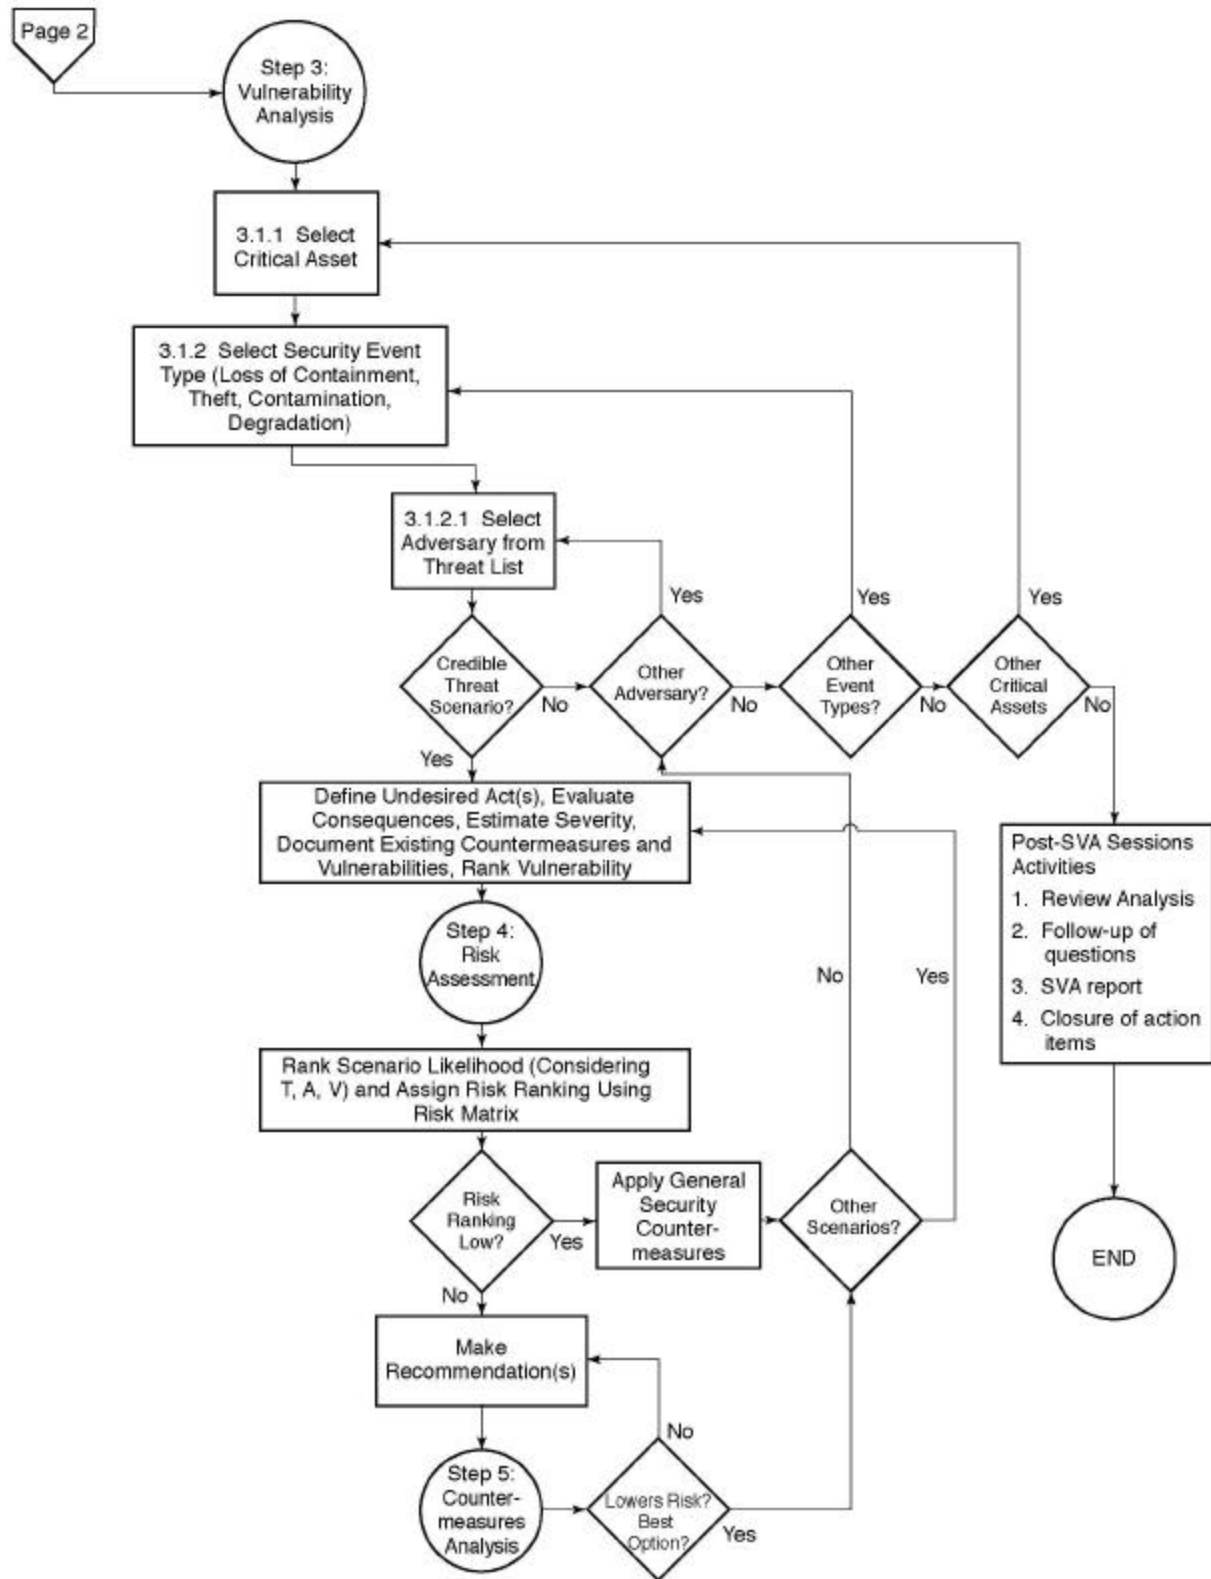 Page 2
Step 3:
Vulnerability
Analysis
3.1.1 Select
Critical Asset
3.1.2 Select Security Event
Type (Loss of Containment,
Theft, Contamination,
Degradation)
3.1.2.1 Select
Adversary from
Threat List
Yes
Yes
Yes
Credible
Threat
Scenario?
No
Other
Adversary?
No
Other
Event
Types?
No
Other
Critical
Assets
No
Yes
Define Undesired Act(s), Evaluate
Consequences, Estimate Severity,
Document Existing Countermeasures and
Vulnerabilities, Rank Vulnerability
Post-SVA Sessions
Activities
1. Review Analysis
2. Follow-up of
questions
3. SVA report
4. Closure of action
items
Step 4:
Risk
Assessment
No
Yes
Rank Scenario Likelihood (Considering
T, A, V) and Assign Risk Ranking Using
Risk Matrix
Risk
Ranking
Low?
Yes
Apply General
Security
Counter-
measures
Other
Scenarios?
END
No
Make
Recommendation(s)
No
Step 5:
Counter-
measures
Analysis
Lowers Risk?
Best
Option?
Yes